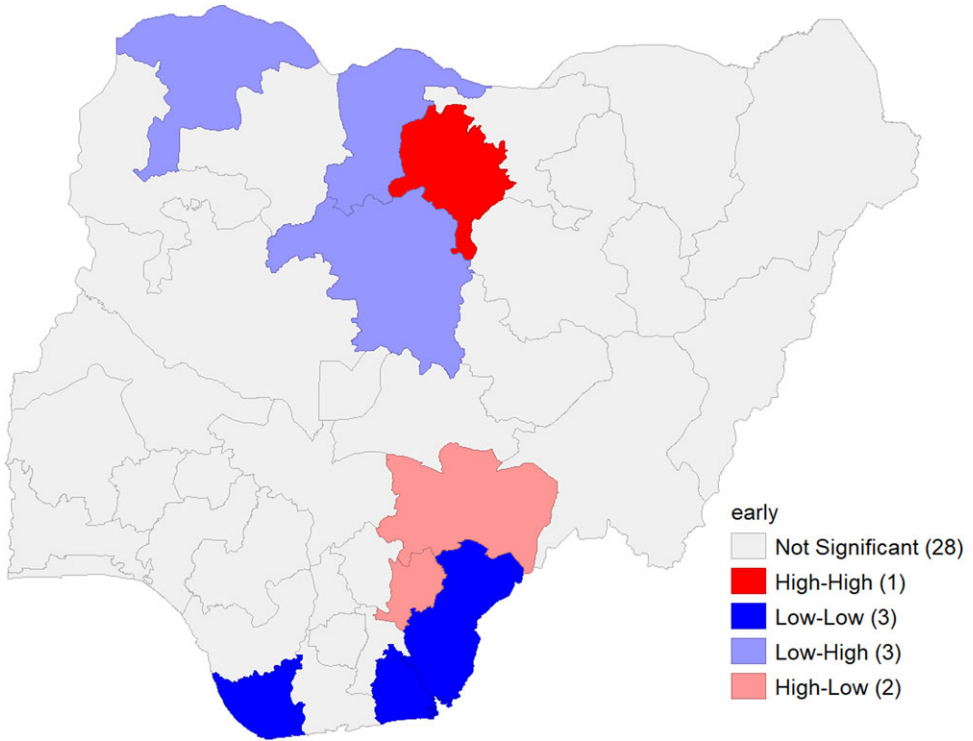 early
Not Significant (28)
High-High (1)
Low-Low (3)
Low-High (3)
High-Low (2)